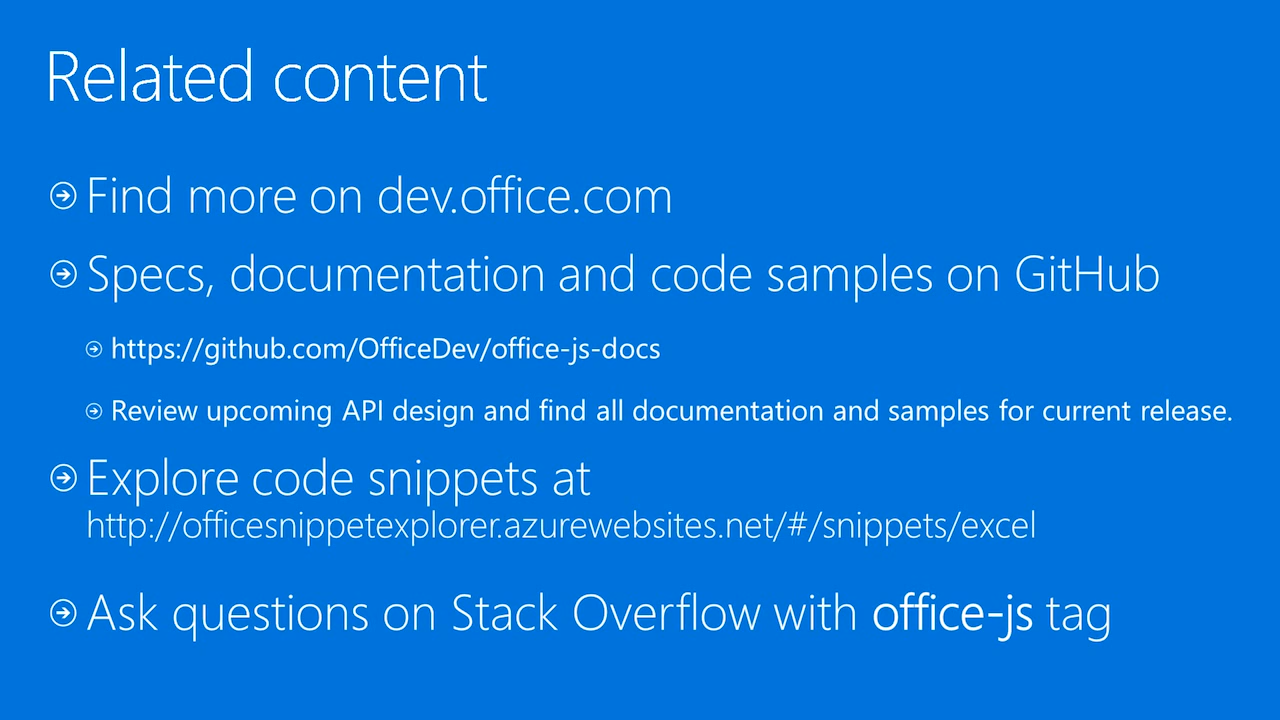 Related content
Find more on dev.office.com
Specs, documentation and code samples on GitHub
https://github.com/OfficeDev/office-js-docs
Review upcoming API design and find all documentation and samples for current release.
Explore code snippets at
http://officesnippetexplorer.azurewebsites.net/#/snippets/excel
Ask questions on Stack Overflow with office-js tag